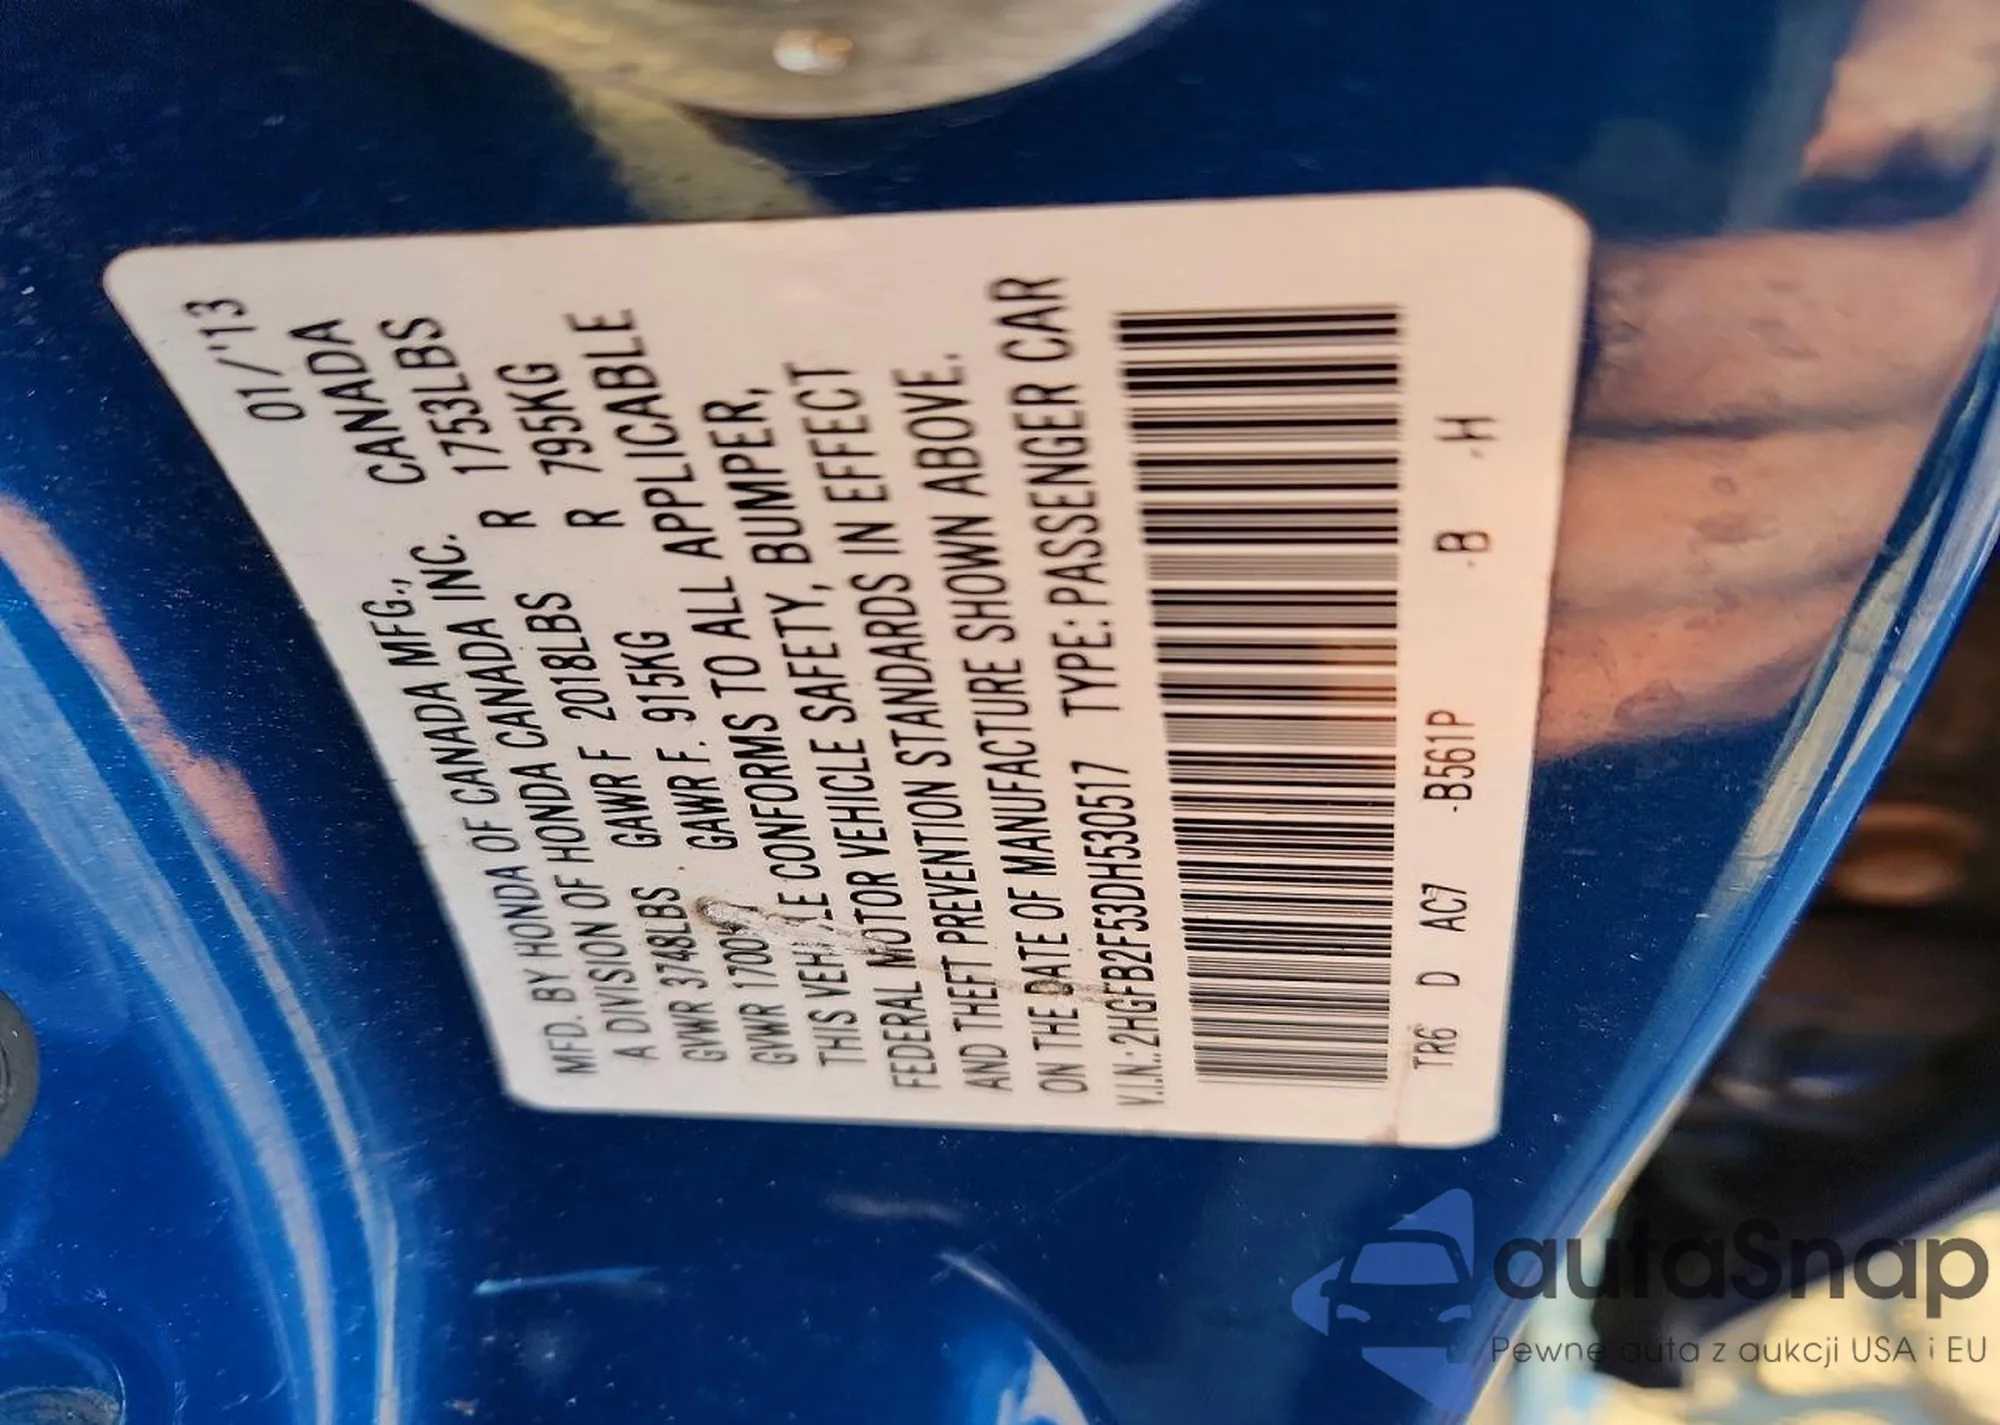 MFD. BY HONDA OF CANADA MFG., CANADA 01/'13
A DIVISION OF HONDA CANADA INC. CANADA
GVWR 3748LBS GAWR F 2018LBS R 1753LBS
GVWR 1700 GAWR F. 915KG R 795KG
THIS VEHICLE CONFORMS TO ALL APPLICABLE
FEDERAL MOTOR VEHICLE SAFETY, BUMPER,
AND THEFT PREVENTION STANDARDS IN EFFECT
ON THE DATE OF MANUFACTURE SHOWN ABOVE.
V.I.N.: 2HGFB2F53DH530517 TYPE: PASSENGER CAR
TR6 D AC7 -B561P -B -H
autaSnap
Pewne auta z aukcji USA i EU